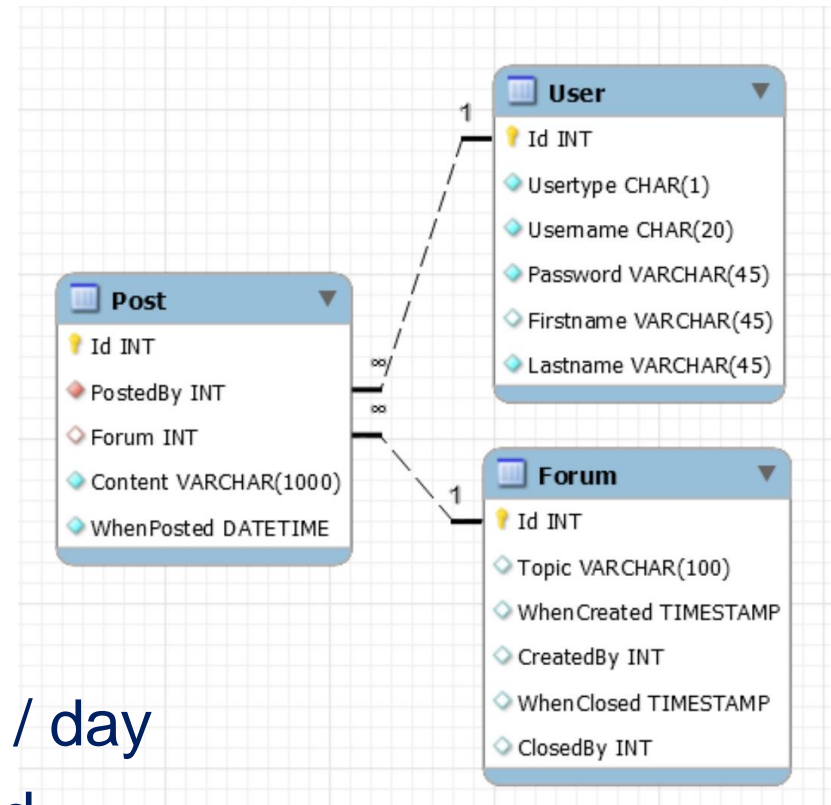 User
1
Id INT
Usertype CHAR(1)
Username CHAR(20)
Password VARCHAR(45)
Firstname VARCHAR(45)
Lastname VARCHAR(45)
Post
Id INT
∞
PostedBy INT
∞
Forum INT
Content VARCHAR(1000)
WhenPosted DATETIME
Forum
1
Id INT
Topic VARCHAR(100)
WhenCreated TIMESTAMP
CreatedBy INT
WhenClosed TIMESTAMP
ClosedBy INT
/ day